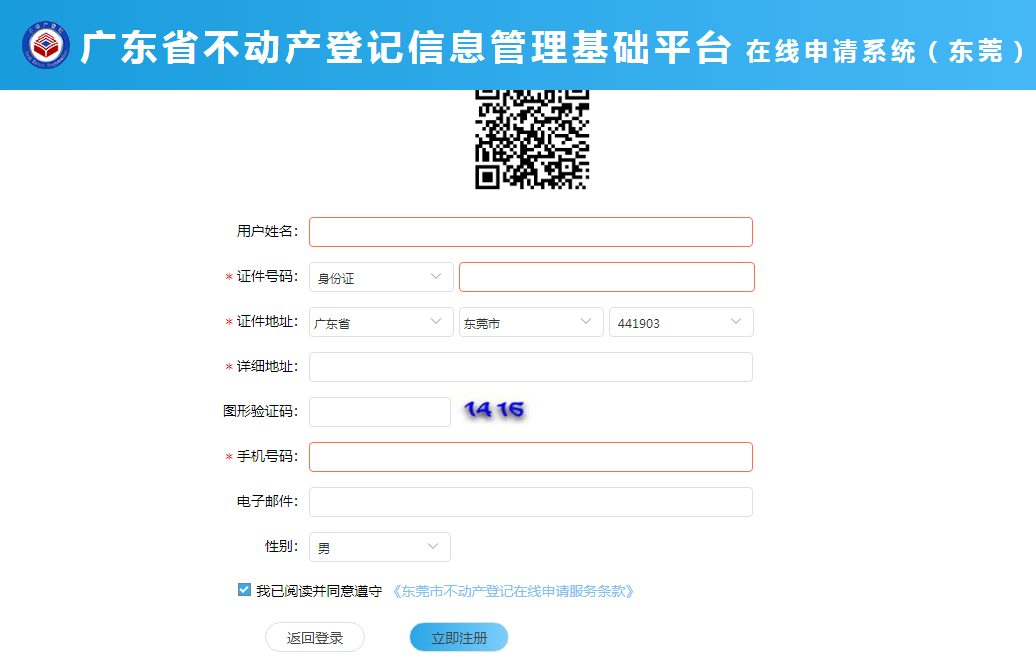 广东省不动产登记信息管理基础平台 在线申请系统（东莞）
用户姓名：
* 证件号码： 身份证
* 证件地址： 广东省 东莞市 441903
* 详细地址：
图形验证码： 1416
* 手机号码：
电子邮件：
性别： 男
我已阅读并同意遵守 《东莞市不动产登记在线申请服务条款》
返回登录 立即注册